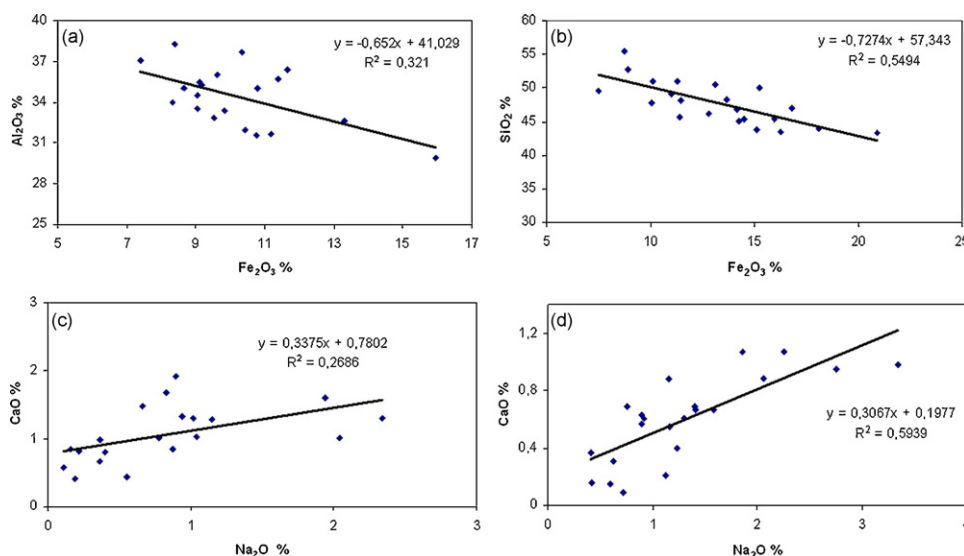 (a)
y = -0,652x + 41,029
R² = 0,321
Al₂O₃ %
40
37
34
31
28
25
5 7 9 11 13 15 17
Fe₂O₃ %
(b)
y = -0,7274x + 57,343
R² = 0,5494
SIO₂ %
60
55
50
45
40
35
30
5 10 15 20 25
Fe₂O₃ %
(c)
y = 0,3375x + 0,7802
R² = 0,2686
CaO %
3
2
1
0
0 1 2 3
Na₂O %
(d)
y = 0,3067x + 0,1977
R² = 0,5939
CaO %
1,2
0,8
0,4
0,0
0 1 2 3 4
Na₂O %